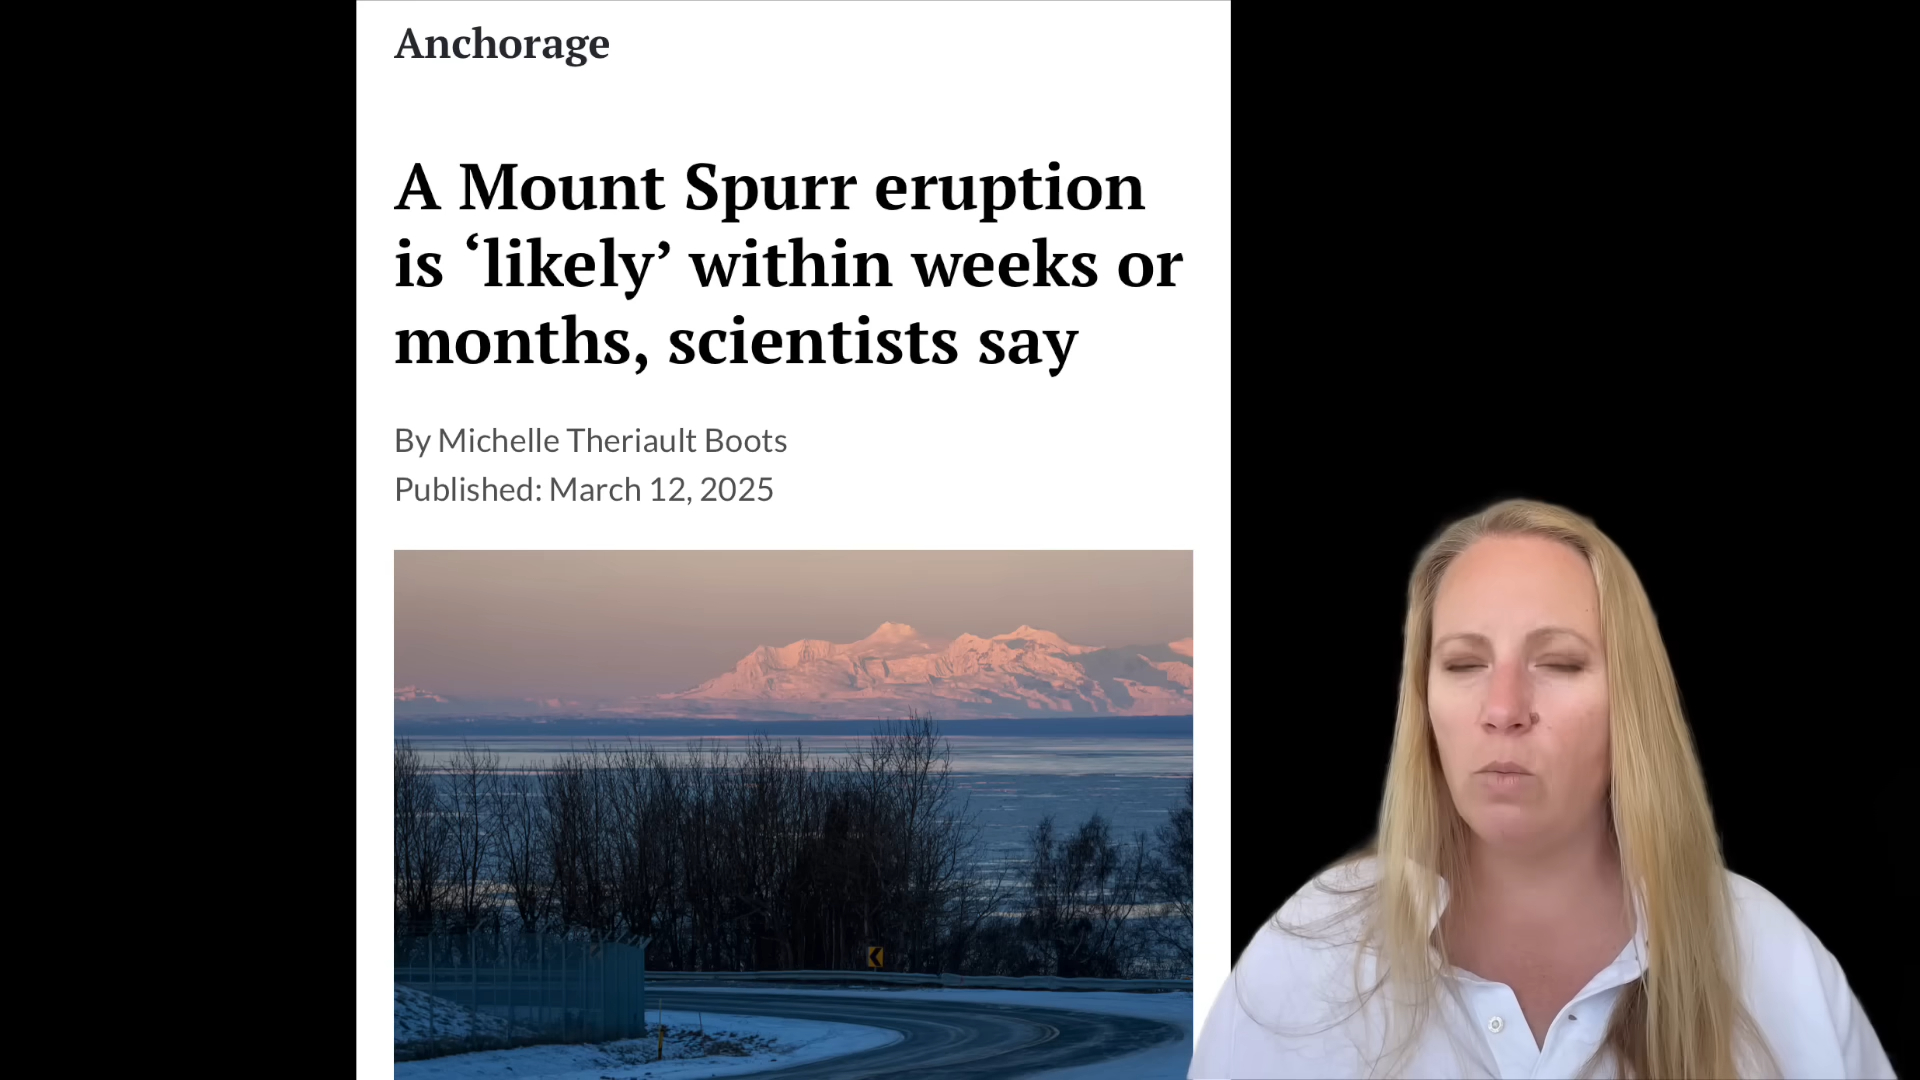 Anchorage
A Mount Spurr eruption
is ‘likely’ within weeks or
months, scientists say
By Michelle Theriault Boots
Published: March 12, 2025